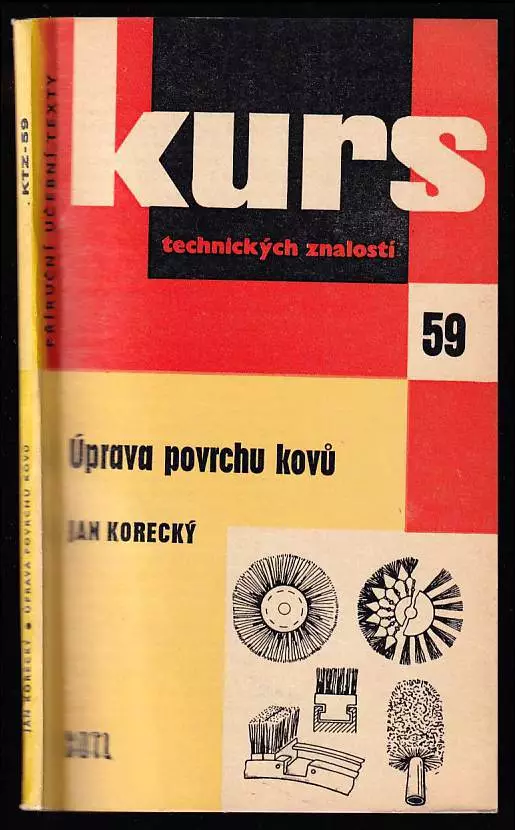 kurs
technických znalostí
59
Úprava povrchu kovů
JAN KORECKÝ
SNTL
PŘÍRUČNÍ UČEBNÍ TEXTY
KTZ-59
JAN KORECKÝ • ÚPRAVA POVRCHU KOVŮ